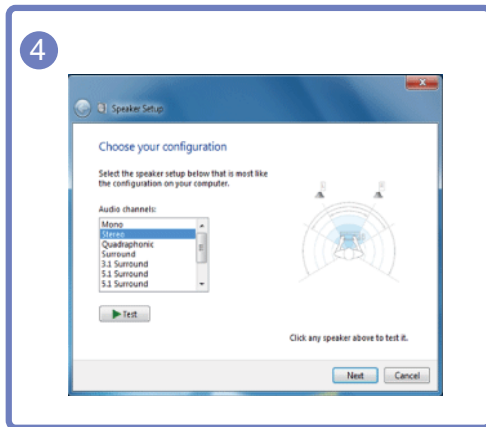 4
Speaker Setup
Choose your configuration
Select the speaker setup below that is most like
the configuration on your computer.
Audio channels:
Mono
Stereo
Quadraphonic
Surround
3.1 Surround
5.1 Surround
5.1 Surround
Test
Click any speaker above to test it.
Next
Cancel